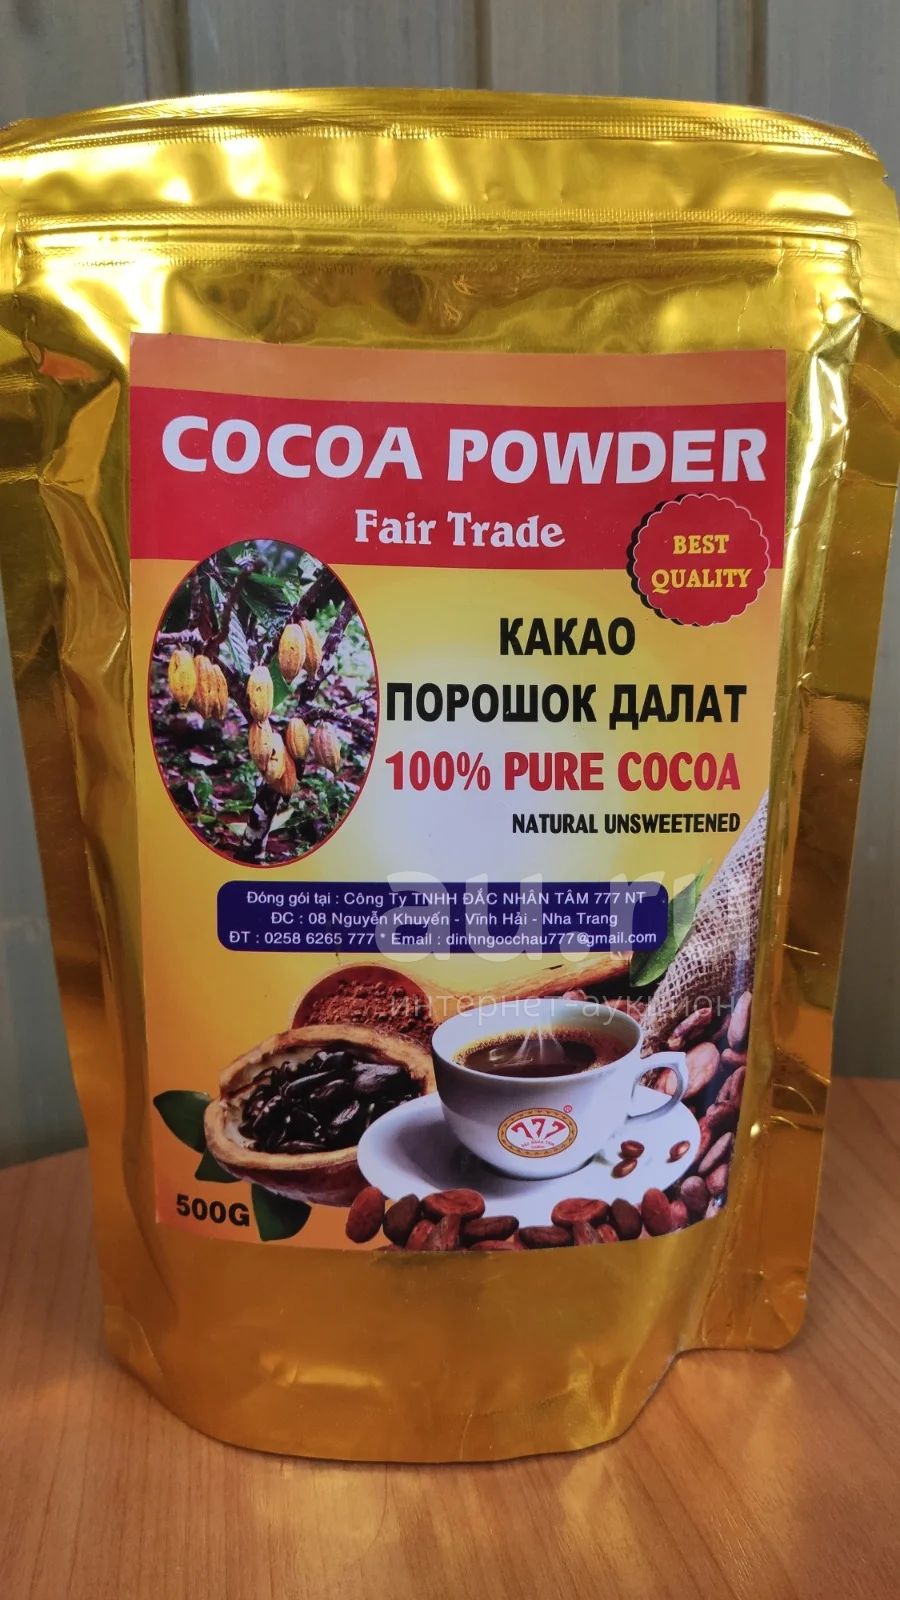 COCOA POWDER
Fair Trade
BEST
QUALITY
КАКАО
ПОРОШОК ДАЛАТ
100% PURE COCOA
NATURAL UNSWEETENED
Đóng gói tại : Công Ty TNHH ĐẮC NHÂN TÂM 777 NT
ĐC : 08 Nguyễn Khuyến - Vĩnh Hải - Nha Trang
ĐT : 0258 6265 777 * Email : dinhngocchau777@gmail.com
au.ru
интернет-аукцион
777
®
500G